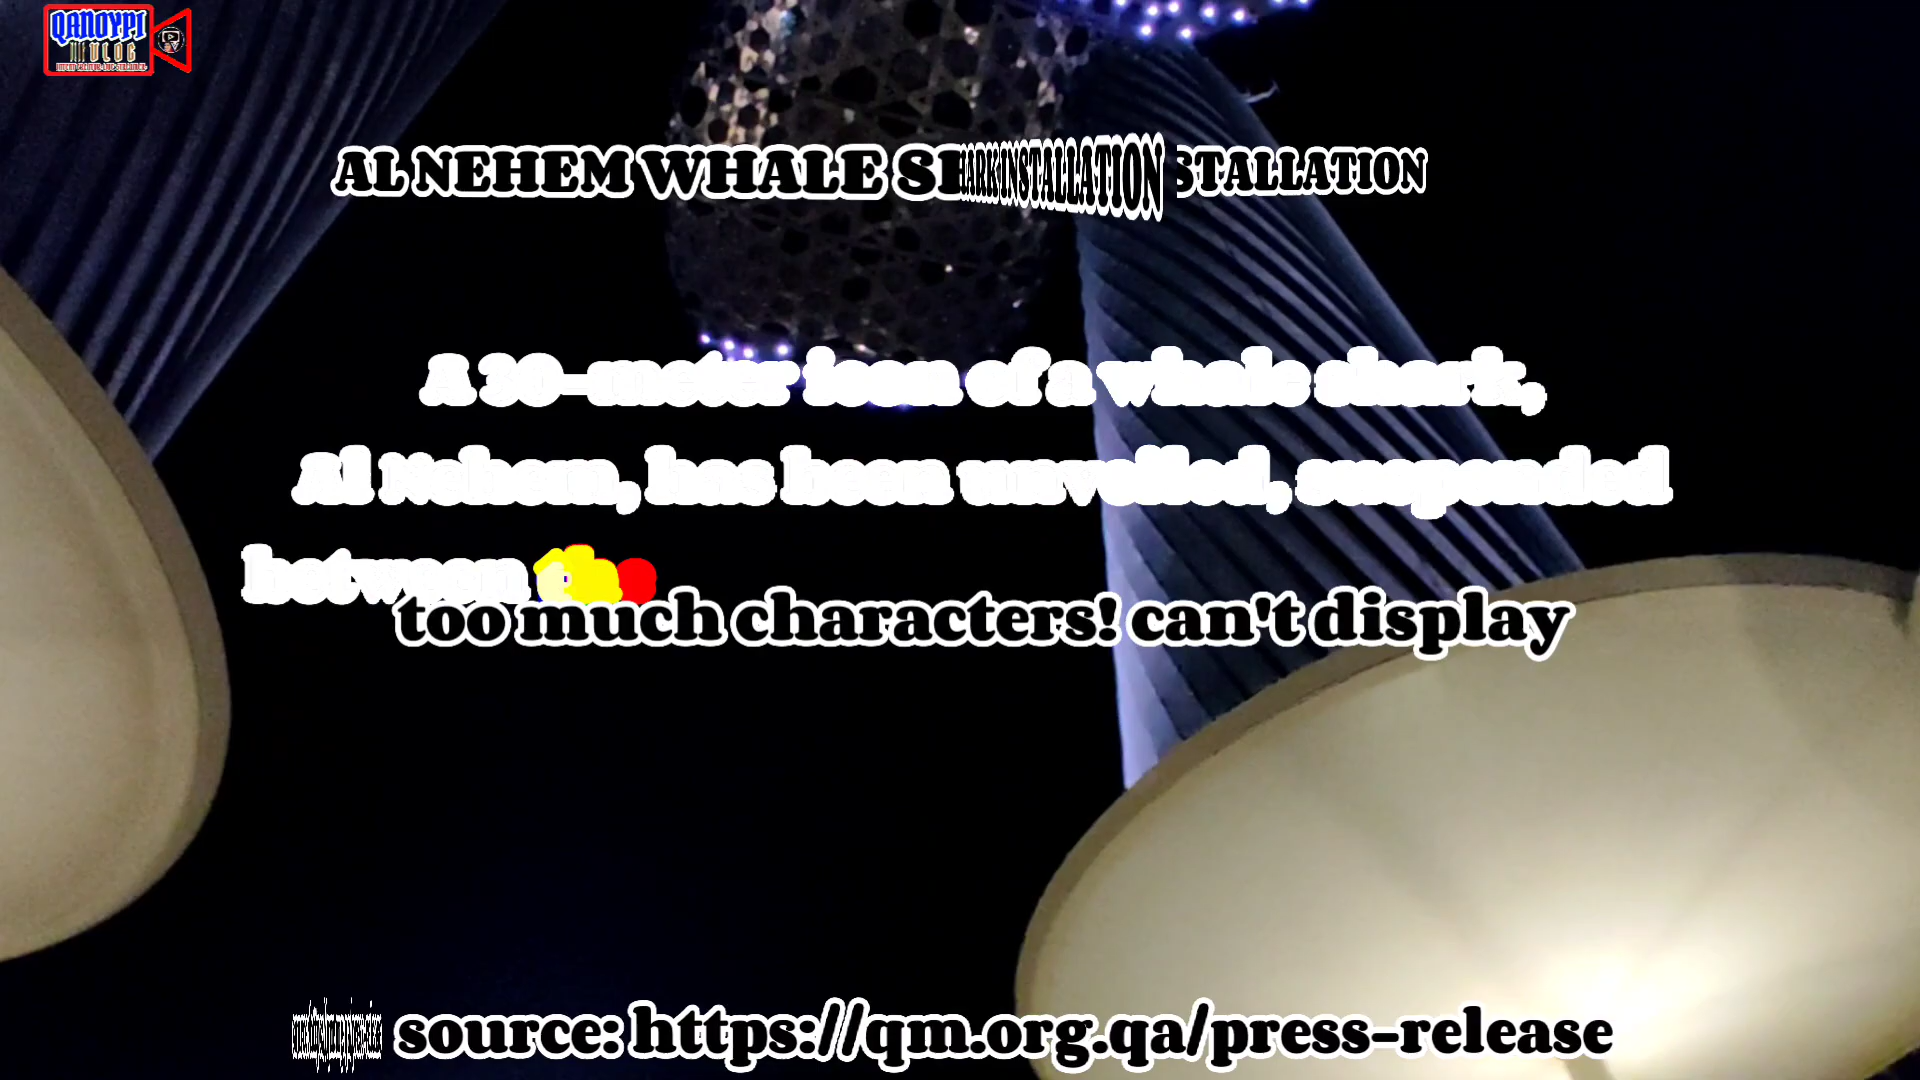 QANOYPI
VLOG
AL NEHEM WHALE SHARK INSTALLATION STALLATION
A 30-meter icon of a whale shark,
Al Nehem, has been unveiled, suspended
between
too much characters! can't display
source: https://qm.org.qa/press-release